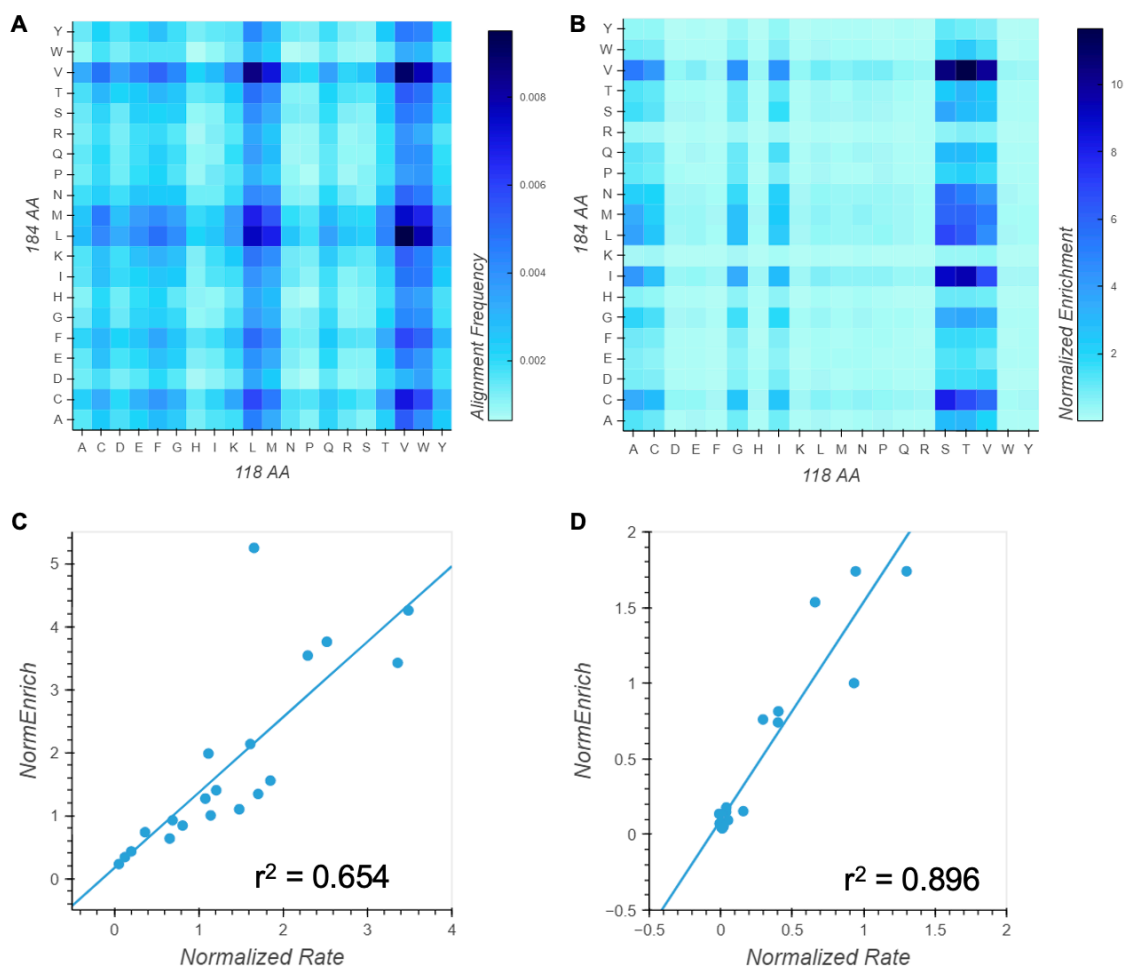 A
B
Y
W
V
T
S
R
Q
P
N
M
L
K
I
H
G
F
E
D
C
A
184 AA
A C D E F G H I K L M N P Q R S T V W Y
118 AA
0.008
0.006
0.004
0.002
Alignment Frequency
Y
W
V
T
S
R
Q
P
N
M
L
K
I
H
G
F
E
D
C
A
184 AA
A C D E F G H I K L M N P Q R S T V W Y
118 AA
10
8
6
4
2
Normalized Enrichment
C
5
4
3
2
1
0
NormEnrich
r² = 0.654
0 1 2 3 4
Normalized Rate
D
2
1.5
1
0.5
0
−0.5
NormEnrich
r² = 0.896
−0.5 0 0.5 1 1.5 2
Normalized Rate